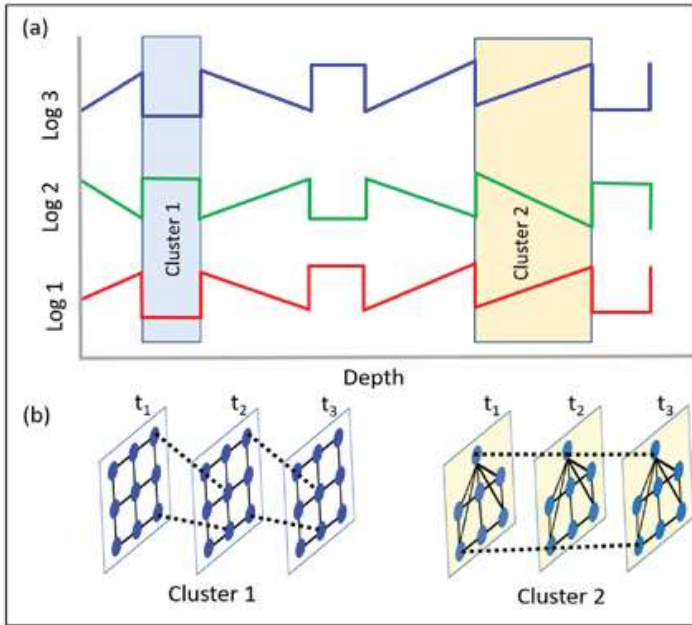 (a)
Log 3
Log 2
Log 1
Cluster 1
Cluster 2
Depth
(b)
t₁ t₂ t₃
t₁ t₂ t₃
Cluster 1
Cluster 2